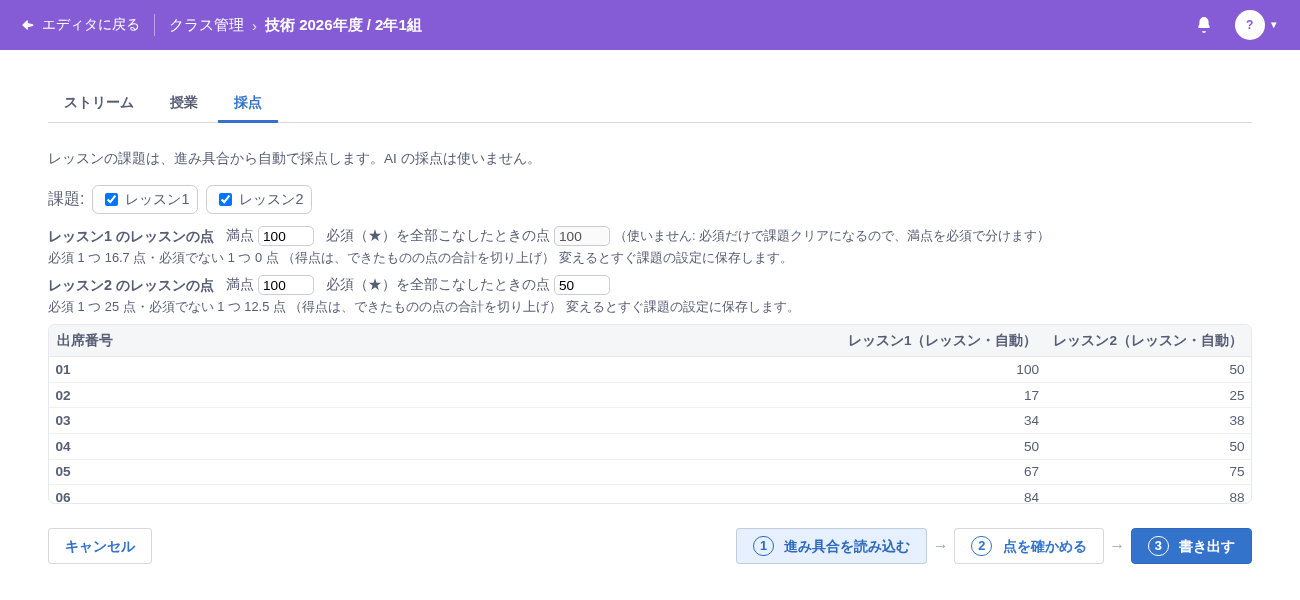 エディタに戻る クラス管理 › 技術 2026年度 / 2年1組 ? ▼
ストリーム 授業 採点
レッスンの課題は、進み具合から自動で採点します。AI の採点は使いません。
課題: レッスン1 レッスン2
レッスン1 のレッスンの点 満点 100 必須（★）を全部こなしたときの点 100 （使いません: 必須だけで課題クリアになるので、満点を必須で分けます）
必須 1 つ 16.7 点・必須でない 1 つ 0 点 （得点は、できたものの点の合計を切り上げ） 変えるとすぐ課題の設定に保存します。
レッスン2 のレッスンの点 満点 100 必須（★）を全部こなしたときの点 50
必須 1 つ 25 点・必須でない 1 つ 12.5 点 （得点は、できたものの点の合計を切り上げ） 変えるとすぐ課題の設定に保存します。
出席番号 レッスン1（レッスン・自動） レッスン2（レッスン・自動）
01 100 50
02 17 25
03 34 38
04 50 50
05 67 75
06 84 88
キャンセル 1 進み具合を読み込む → 2 点を確かめる → 3 書き出す